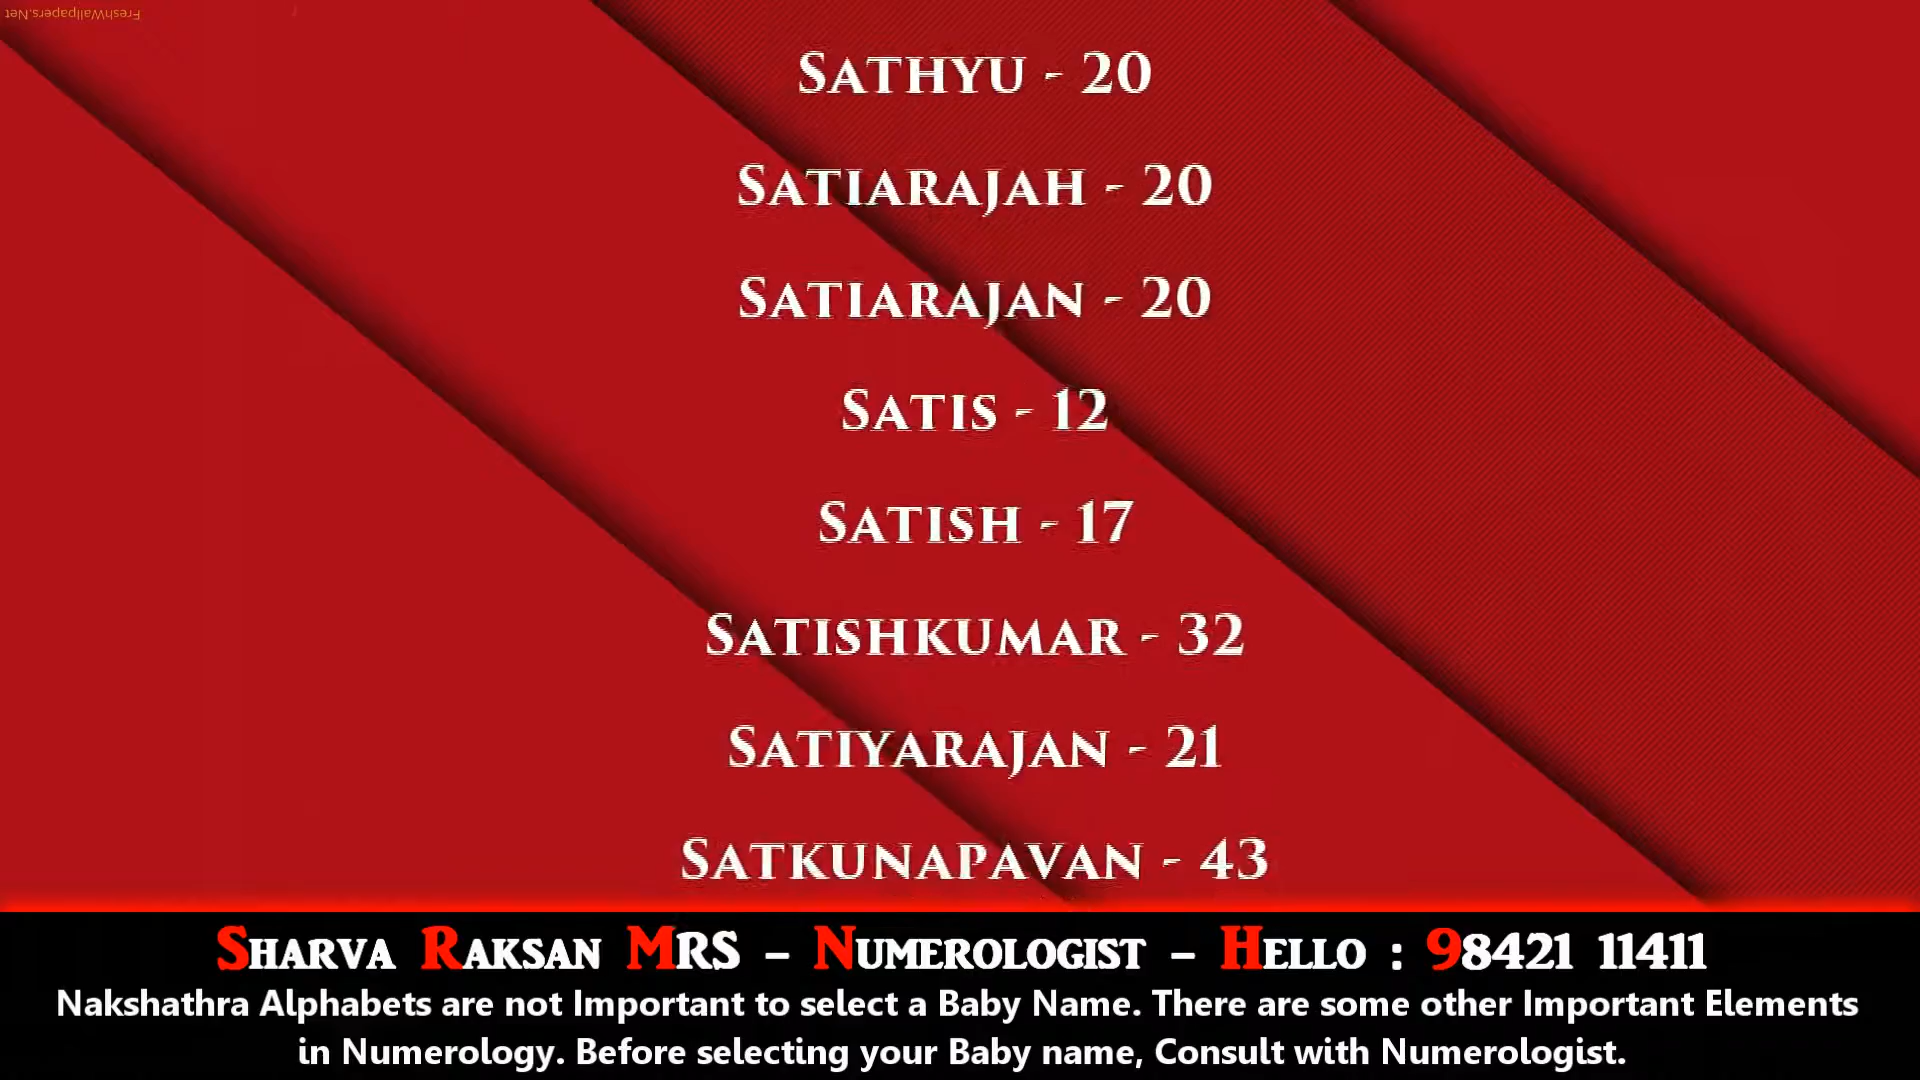 FreshWallpapers.Net
Sathyu - 20
Satiarajah - 20
Satiarajan - 20
Satis - 12
Satish - 17
Satishkumar - 32
Satiyarajan - 21
Satkunapavan - 43
Sharva Raksan MRS – Numerologist – Hello : 98421 11411
Nakshathra Alphabets are not Important to select a Baby Name. There are some other Important Elements
in Numerology. Before selecting your Baby name, Consult with Numerologist.